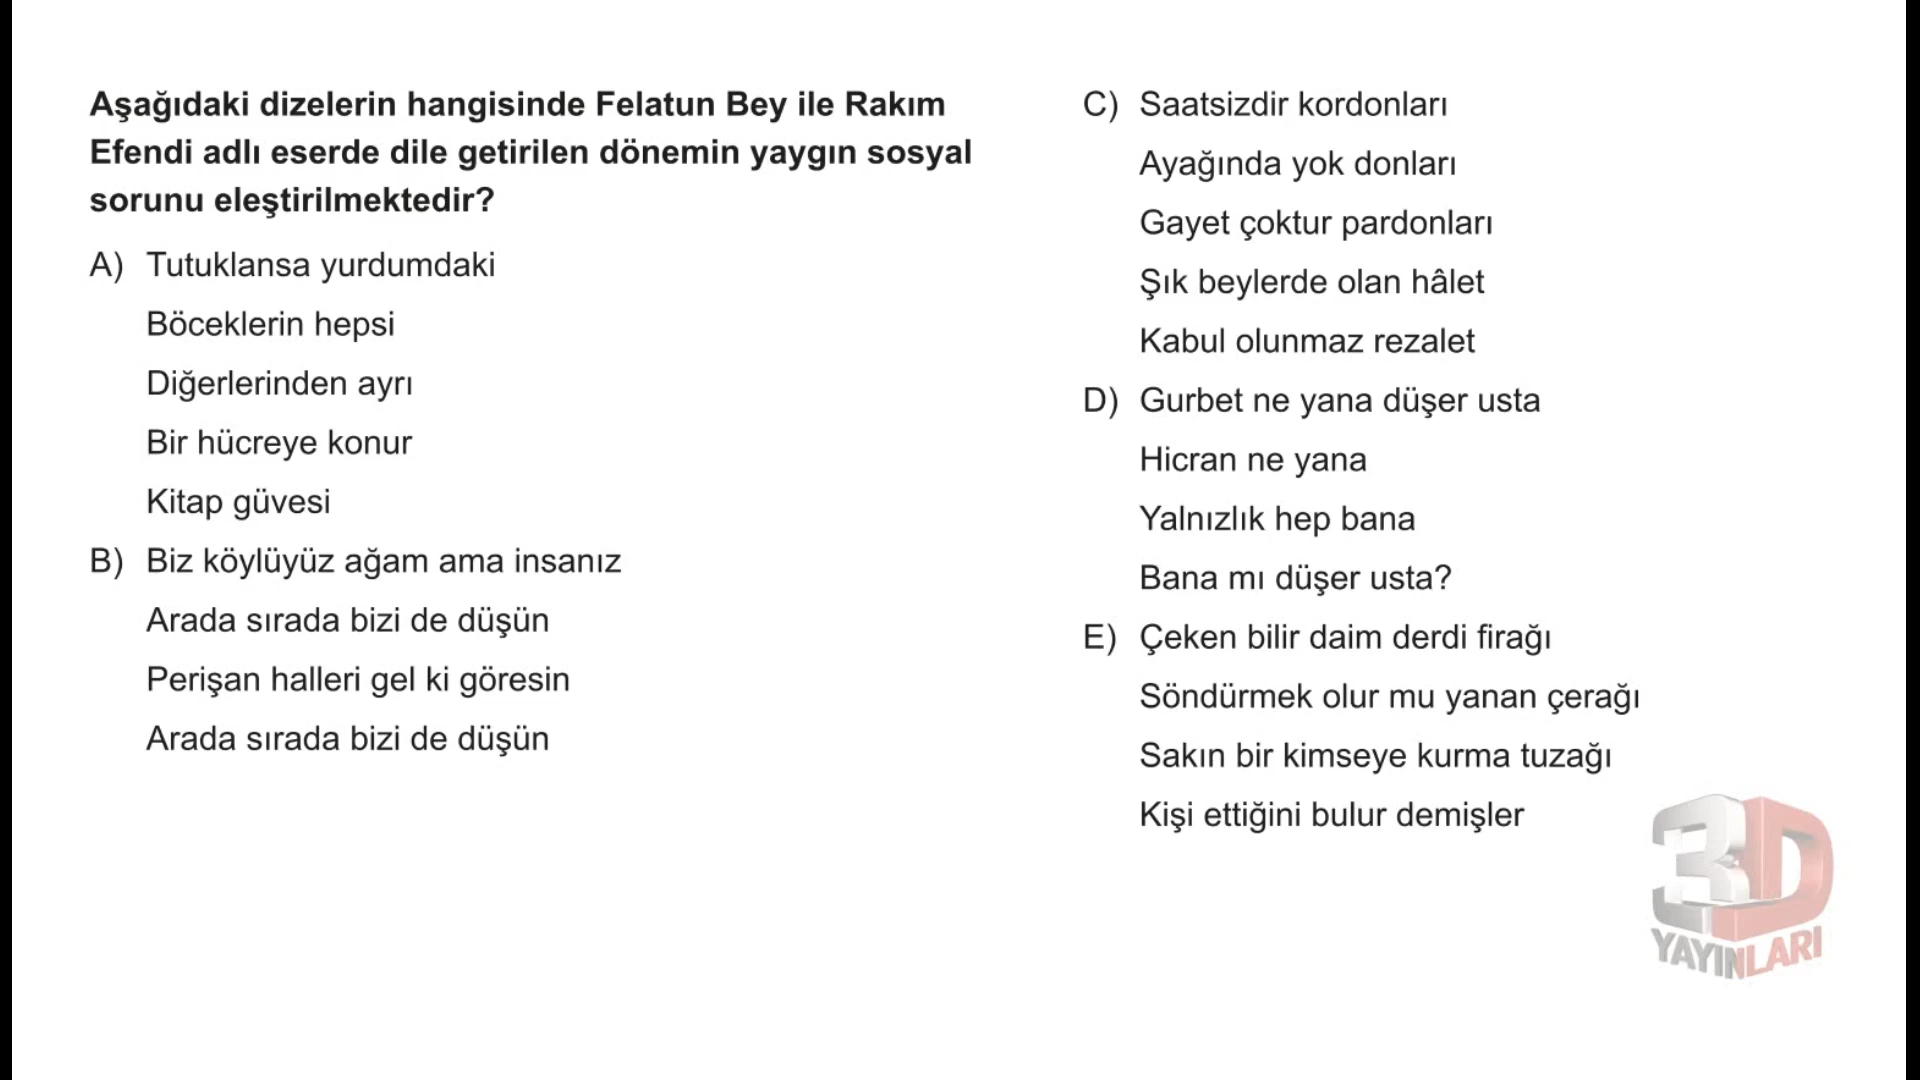 Aşağıdaki dizelerin hangisinde Felatun Bey ile Rakım
Efendi adlı eserde dile getirilen dönemin yaygın sosyal
sorunu eleştirilmektedir?
A) Tutuklansa yurdumdaki
Böceklerin hepsi
Diğerlerinden ayrı
Bir hücreye konur
Kitap güvesi
B) Biz köylüyüz ağam ama insanız
Arada sırada bizi de düşün
Perişan halleri gel ki göresin
Arada sırada bizi de düşün
C) Saatsizdir kordonları
Ayağında yok donları
Gayet çoktur pardonları
Şık beylerde olan hâlet
Kabul olunmaz rezalet
D) Gurbet ne yana düşer usta
Hicran ne yana
Yalnızlık hep bana
Bana mı düşer usta?
E) Çeken bilir daim derdi firağı
Söndürmek olur mu yanan çerağı
Sakın bir kimseye kurma tuzağı
Kişi ettiğini bulur demişler
3D
YAYINLARI